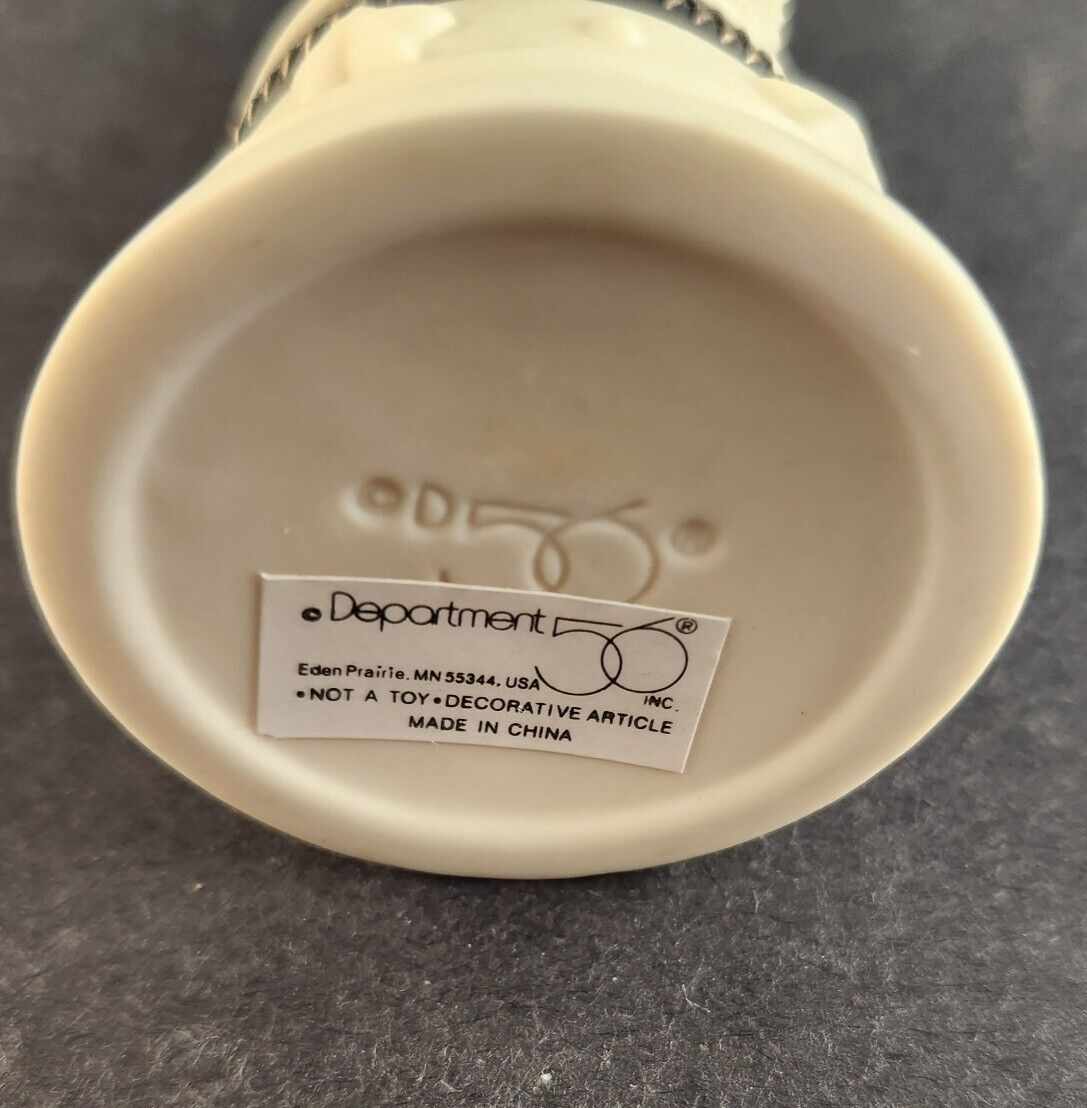 ©D56®
© Department 56®
INC.
Eden Prairie, MN 55344, USA
•NOT A TOY•DECORATIVE ARTICLE
MADE IN CHINA